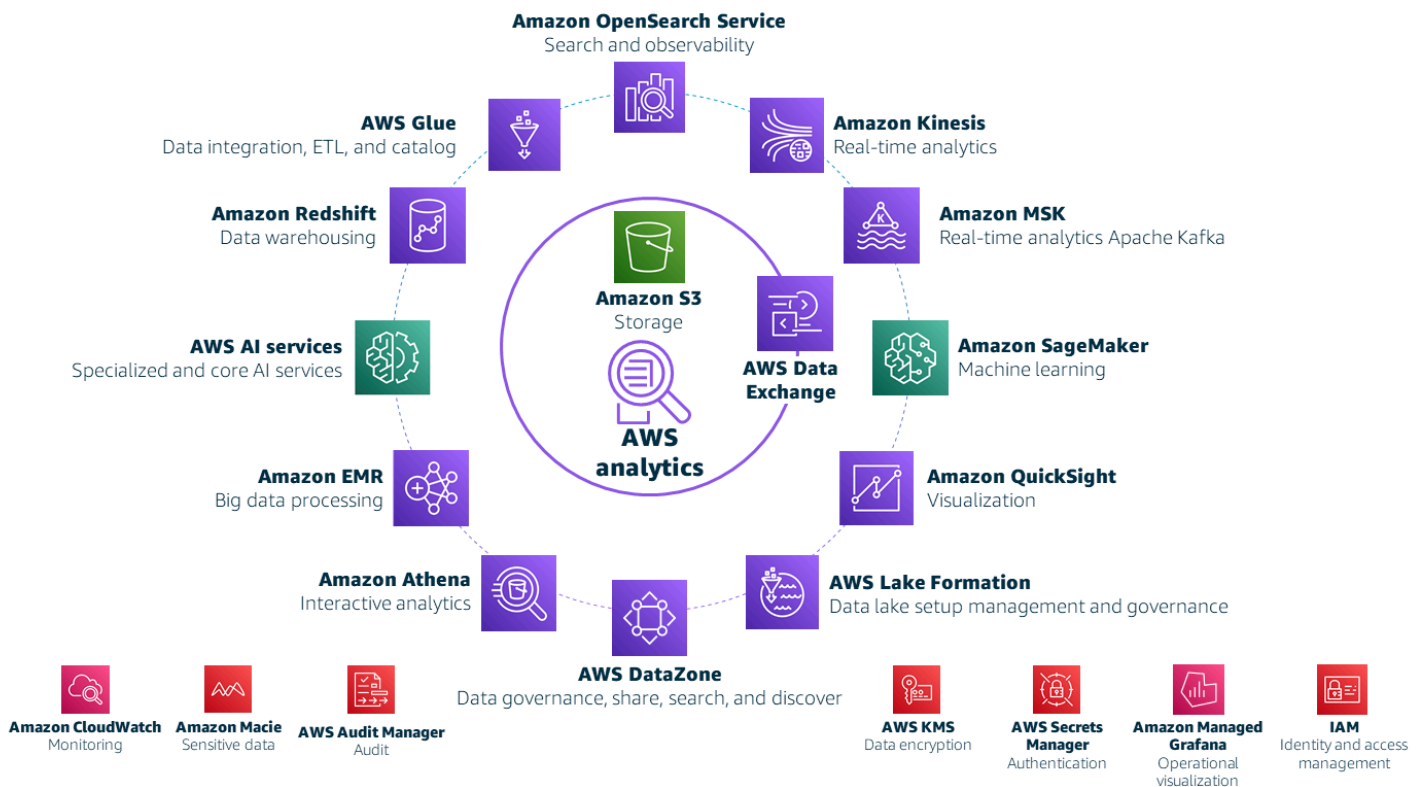 Amazon OpenSearch Service
Search and observability
AWS Glue
Data integration, ETL, and catalog
Amazon Kinesis
Real-time analytics
Amazon Redshift
Data warehousing
Amazon MSK
Real-time analytics Apache Kafka
K
Amazon S3
Storage
AWS Data
Exchange
AWS AI services
Specialized and core AI services
Amazon SageMaker
Machine learning
AWS
analytics
Amazon EMR
Big data processing
Amazon QuickSight
Visualization
Amazon Athena
Interactive analytics
AWS Lake Formation
Data lake setup management and governance
AWS DataZone
Data governance, share, search, and discover
Amazon CloudWatch
Monitoring
Amazon Macie
Sensitive data
AWS Audit Manager
Audit
AWS KMS
Data encryption
AWS Secrets
Manager
Authentication
Amazon Managed
Grafana
Operational
visualization
IAM
Identity and access
management